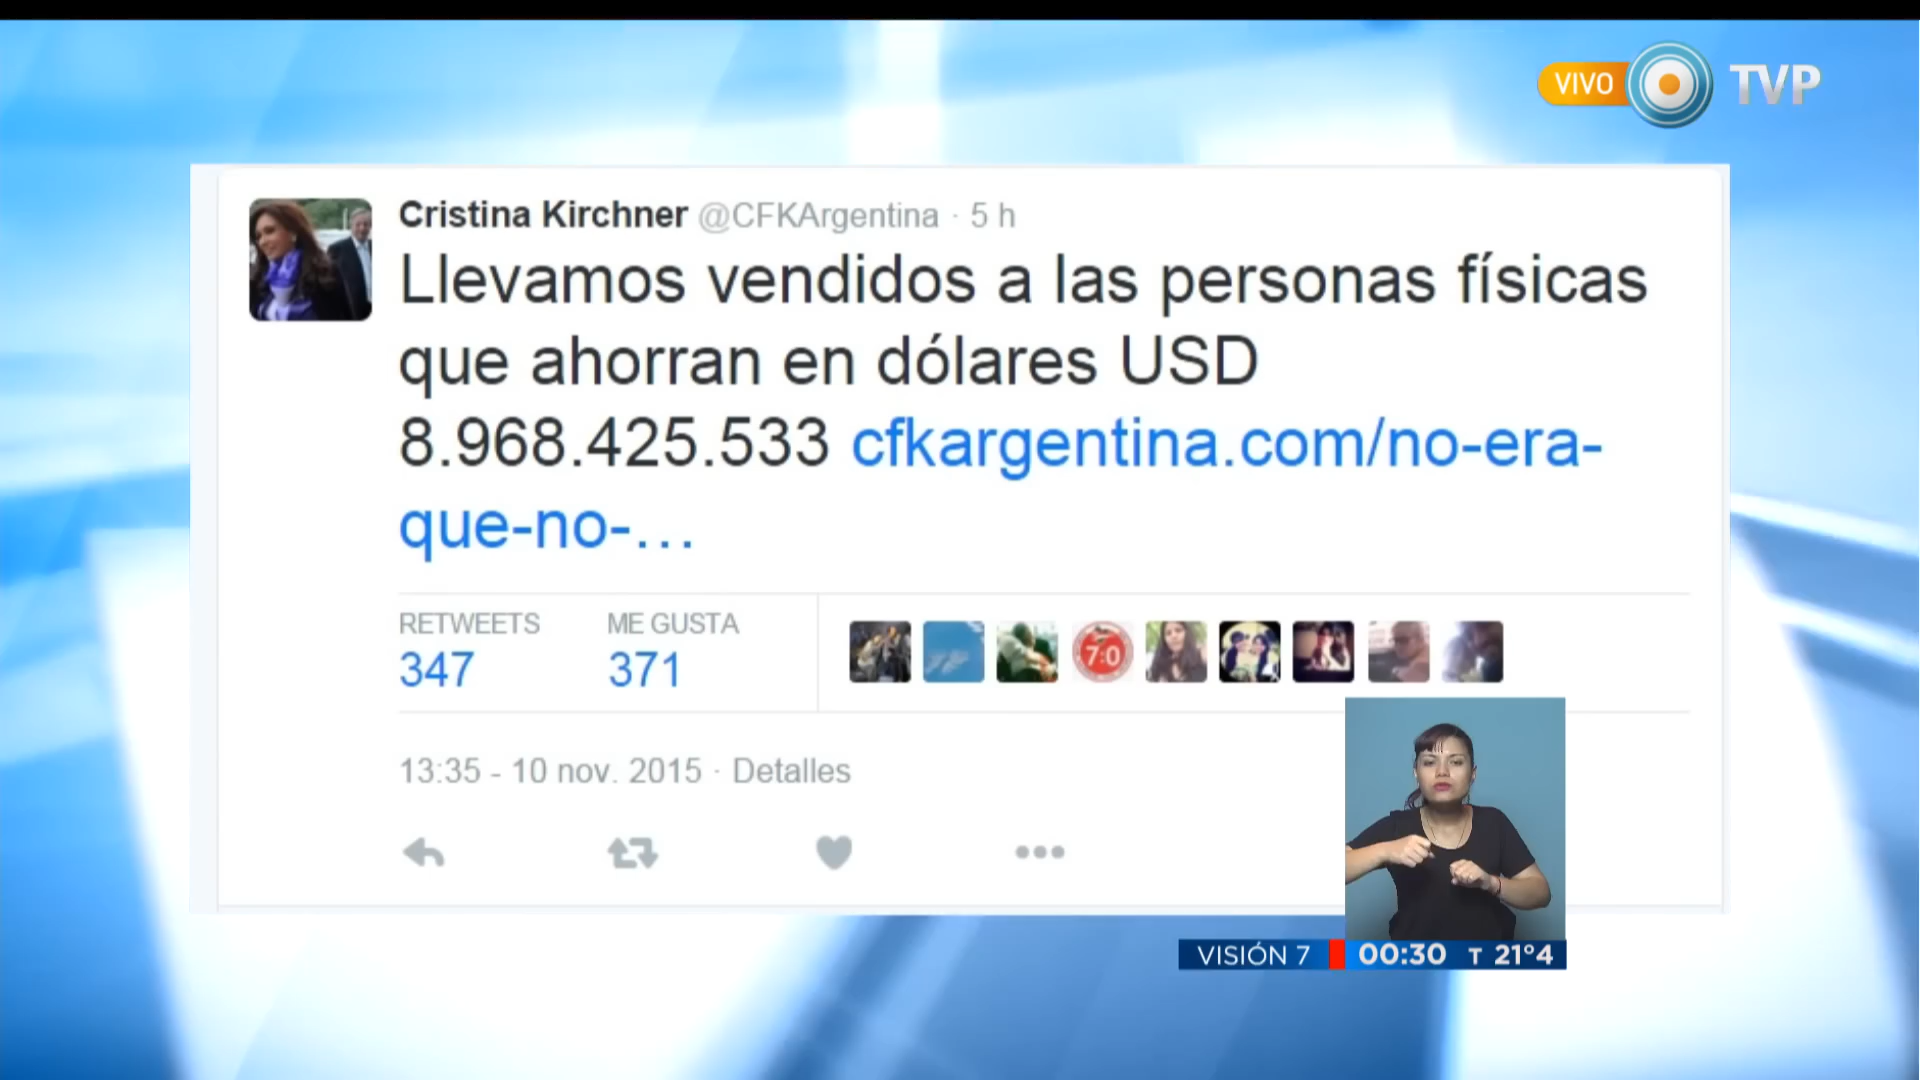 VIVO TVP
Cristina Kirchner @CFKArgentina · 5 h
Llevamos vendidos a las personas físicas
que ahorran en dólares USD
8.968.425.533 cfkargentina.com/no-era-
que-no-...
RETWEETS ME GUSTA
347 371
7:0
13:35 - 10 nov. 2015 · Detalles
VISIÓN 7 00:30 T 21°4